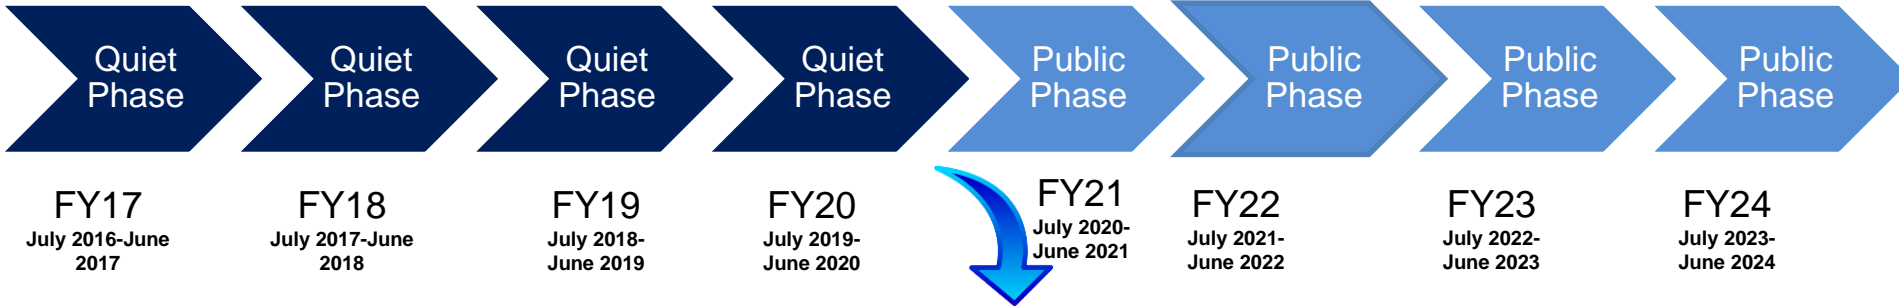 Quiet
Phase
Quiet
Phase
Quiet
Phase
Quiet
Phase
Public
Phase
Public
Phase
Public
Phase
Public
Phase
FY17
July 2016-June
2017
FY18
July 2017-June
2018
FY19
July 2018-
June 2019
FY20
July 2019-
June 2020
FY21
July 2020-
June 2021
FY22
July 2021-
June 2022
FY23
July 2022-
June 2023
FY24
July 2023-
June 2024